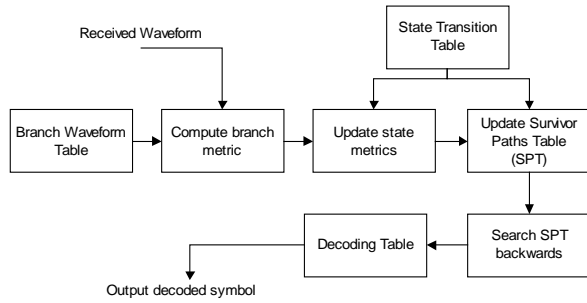 Received Waveform
State Transition
Table
Branch Waveform
Table
Compute branch
metric
Update state
metrics
Update Survivor
Paths Table
(SPT)
Decoding Table
Search SPT
backwards
Output decoded symbol